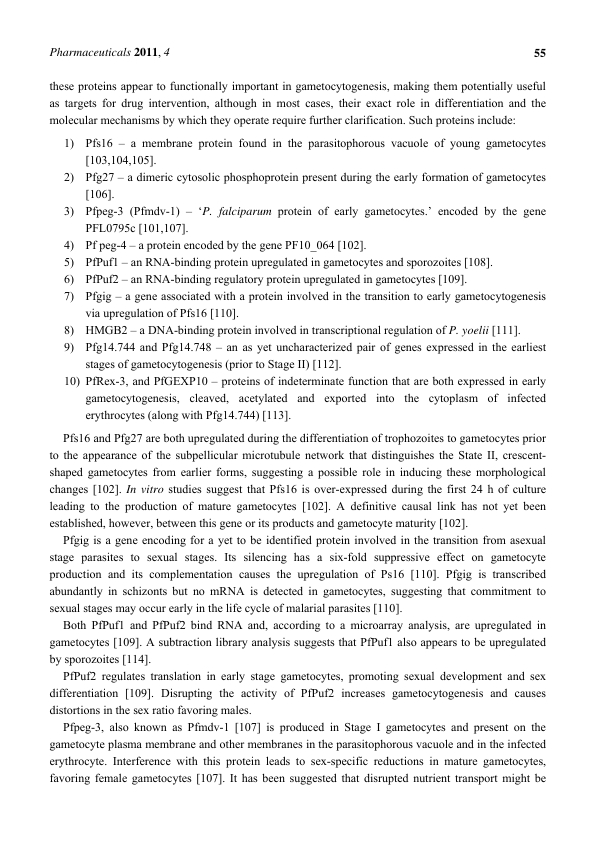 Pharmaceuticals 2011, 4 55
these proteins appear to functionally important in gametocytogenesis, making them potentially useful
as targets for drug intervention, although in most cases, their exact role in differentiation and the
molecular mechanisms by which they operate require further clarification. Such proteins include:
1) Pfs16 – a membrane protein found in the parasitophorous vacuole of young gametocytes
[103,104,105].
2) Pfg27 – a dimeric cytosolic phosphoprotein present during the early formation of gametocytes
[106].
3) Pfpeg-3 (Pfmdv-1) – ‘P. falciparum protein of early gametocytes.’ encoded by the gene
PFL0795c [101,107].
4) Pf peg-4 – a protein encoded by the gene PF10_064 [102].
5) PfPuf1 – an RNA-binding protein upregulated in gametocytes and sporozoites [108].
6) PfPuf2 – an RNA-binding regulatory protein upregulated in gametocytes [109].
7) Pfgig – a gene associated with a protein involved in the transition to early gametocytogenesis
via upregulation of Pfs16 [110].
8) HMGB2 – a DNA-binding protein involved in transcriptional regulation of P. yoelii [111].
9) Pfg14.744 and Pfg14.748 – an as yet uncharacterized pair of genes expressed in the earliest
stages of gametocytogenesis (prior to Stage II) [112].
10) PfRex-3, and PfGEXP10 – proteins of indeterminate function that are both expressed in early
gametocytogenesis, cleaved, acetylated and exported into the cytoplasm of infected
erythrocytes (along with Pfg14.744) [113].
Pfs16 and Pfg27 are both upregulated during the differentiation of trophozoites to gametocytes prior
to the appearance of the subpellicular microtubule network that distinguishes the State II, crescent-
shaped gametocytes from earlier forms, suggesting a possible role in inducing these morphological
changes [102]. In vitro studies suggest that Pfs16 is over-expressed during the first 24 h of culture
leading to the production of mature gametocytes [102]. A definitive causal link has not yet been
established, however, between this gene or its products and gametocyte maturity [102].
Pfgig is a gene encoding for a yet to be identified protein involved in the transition from asexual
stage parasites to sexual stages. Its silencing has a six-fold suppressive effect on gametocyte
production and its complementation causes the upregulation of Ps16 [110]. Pfgig is transcribed
abundantly in schizonts but no mRNA is detected in gametocytes, suggesting that commitment to
sexual stages may occur early in the life cycle of malarial parasites [110].
Both PfPuf1 and PfPuf2 bind RNA and, according to a microarray analysis, are upregulated in
gametocytes [109]. A subtraction library analysis suggests that PfPuf1 also appears to be upregulated
by sporozoites [114].
PfPuf2 regulates translation in early stage gametocytes, promoting sexual development and sex
differentiation [109]. Disrupting the activity of PfPuf2 increases gametocytogenesis and causes
distortions in the sex ratio favoring males.
Pfpeg-3, also known as Pfmdv-1 [107] is produced in Stage I gametocytes and present on the
gametocyte plasma membrane and other membranes in the parasitophorous vacuole and in the infected
erythrocyte. Interference with this protein leads to sex-specific reductions in mature gametocytes,
favoring female gametocytes [107]. It has been suggested that disrupted nutrient transport might be